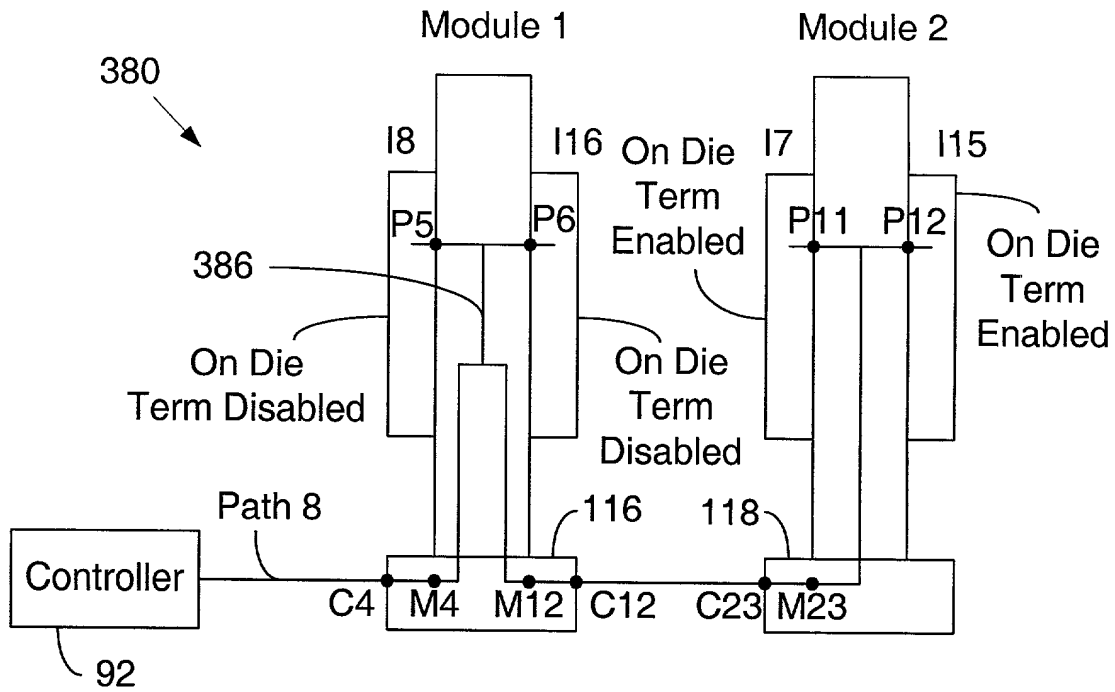 Module 1
Module 2
380
I8
I16
On Die
Term
Enabled
I7
I15
P5
P6
P11
P12
386
On Die
Term
Enabled
On Die
Term Disabled
On Die
Term
Disabled
Path 8
116
118
Controller
C4
M4
M12
C12
C23
M23
92